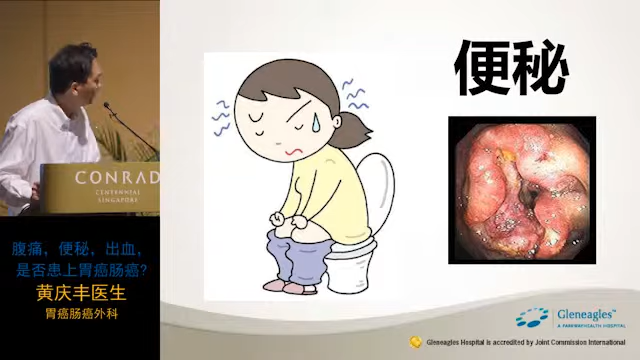 便秘
CONRAD
CENTENNIAL
SINGAPORE
腹痛，便秘，出血，
是否患上胃癌肠癌?
黄庆丰医生
胃癌肠癌外科
Gleneagles™
A PARKWAYHEALTH HOSPITAL
Gleneagles Hospital is accredited by Joint Commission International